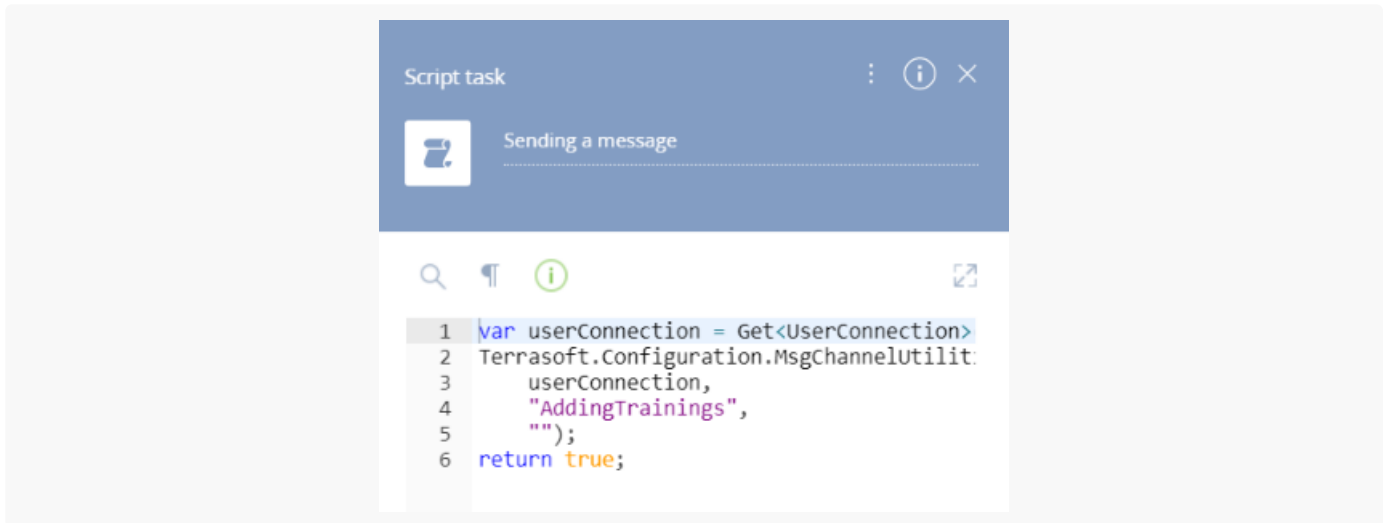 Script task
Sending a message
1 var userConnection = Get<UserConnection>
2 Terrasoft.Configuration.MsgChannelUtilit
3 userConnection,
4 "AddingTrainings",
5 "");
6 return true;